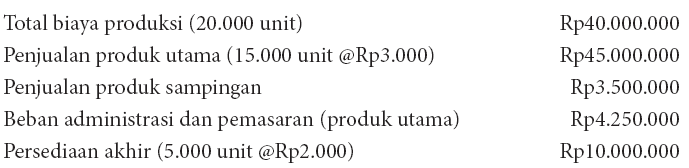 Total biaya produksi (20.000 unit) Rp40.000.000
Penjualan produk utama (15.000 unit @Rp3.000) Rp45.000.000
Penjualan produk sampingan Rp3.500.000
Beban administrasi dan pemasaran (produk utama) Rp4.250.000
Persediaan akhir (5.000 unit @Rp2.000) Rp10.000.000